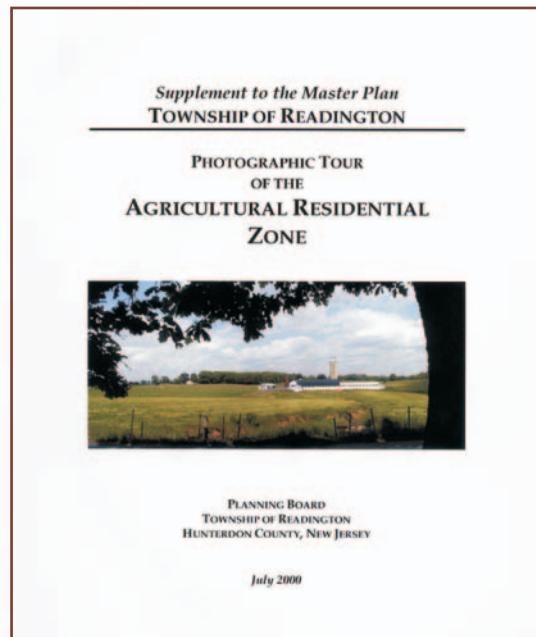 Supplement to the Master Plan
TOWNSHIP OF READINGTON
PHOTOGRAPHIC TOUR
OF THE
AGRICULTURAL RESIDENTIAL
ZONE
PLANNING BOARD
TOWNSHIP OF READINGTON
HUNTERDON COUNTY, NEW JERSEY
July 2000